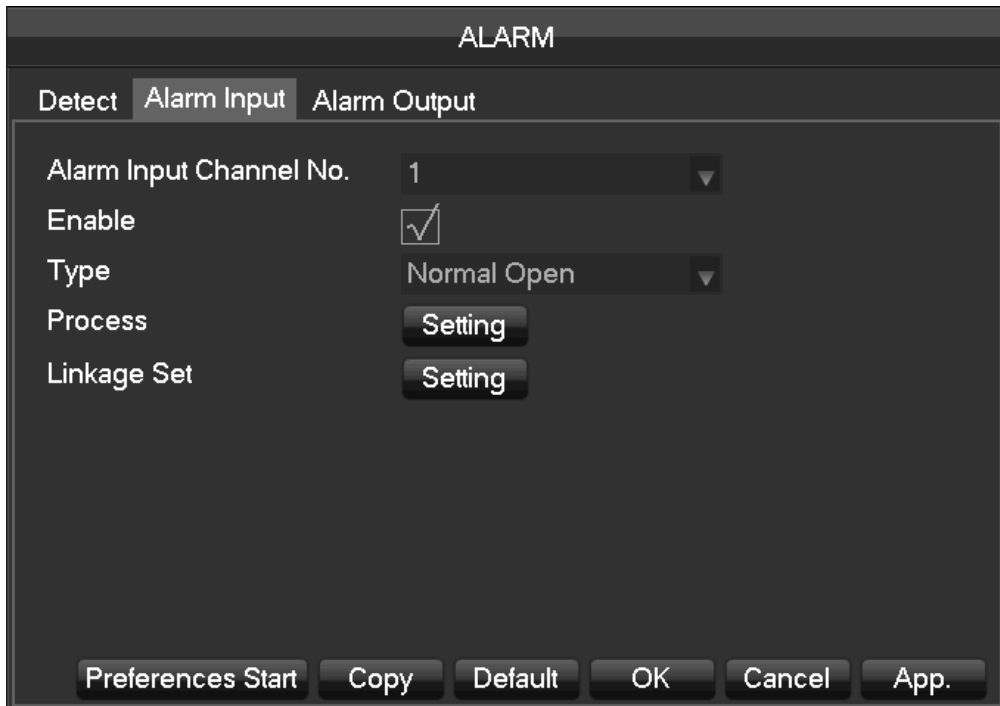 ALARM
Detect Alarm Input Alarm Output
Alarm Input Channel No. 1
Enable
Type Normal Open
Process Setting
Linkage Set Setting
Preferences Start Copy Default OK Cancel App.